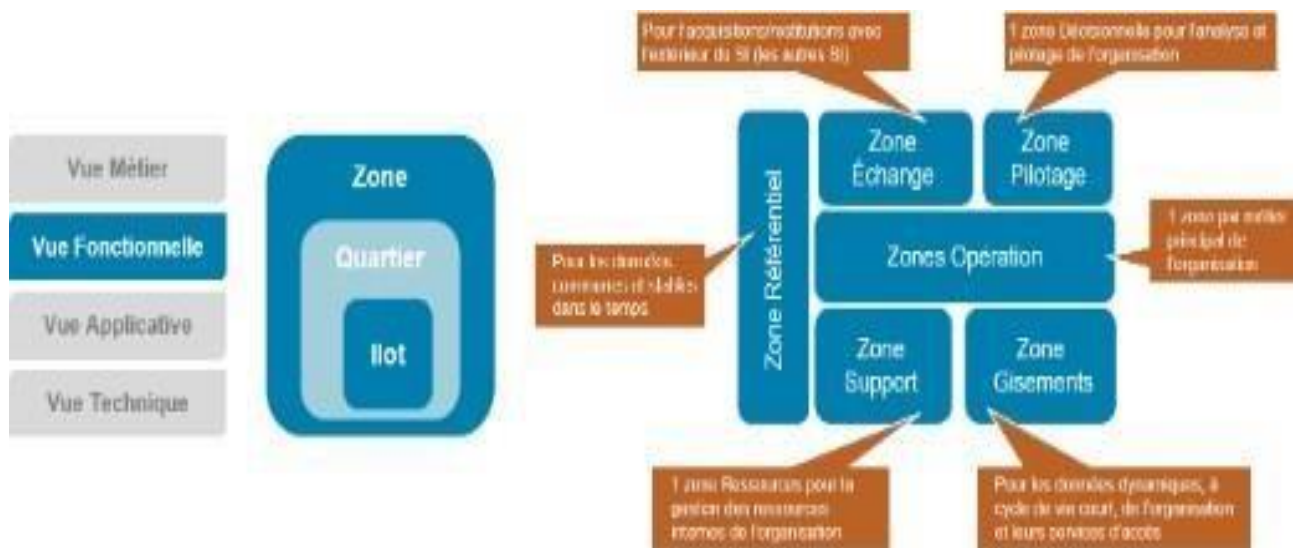 Pour l'acquisitions/restitutions avec
l'extérieur du SI (les autres SI)
1 zone Décisionnelle pour l'analyse et
pilotage de l'organisation
Vue Métier
Vue Fonctionnelle
Vue Applicative
Vue Technique
Zone
Quartier
Ilot
Pour les données
communes et stables
dans le temps
Zone Référentiel
Zone
Échange
Zone
Pilotage
Zones Opération
1 zone par métier
principal de
l'organisation
Zone
Support
Zone
Gisements
1 zone Ressources pour la
gestion des ressources
internes de l'organisation
Pour les données dynamiques, à
cycle de vie court, de l'organisation
et leurs services d'accès